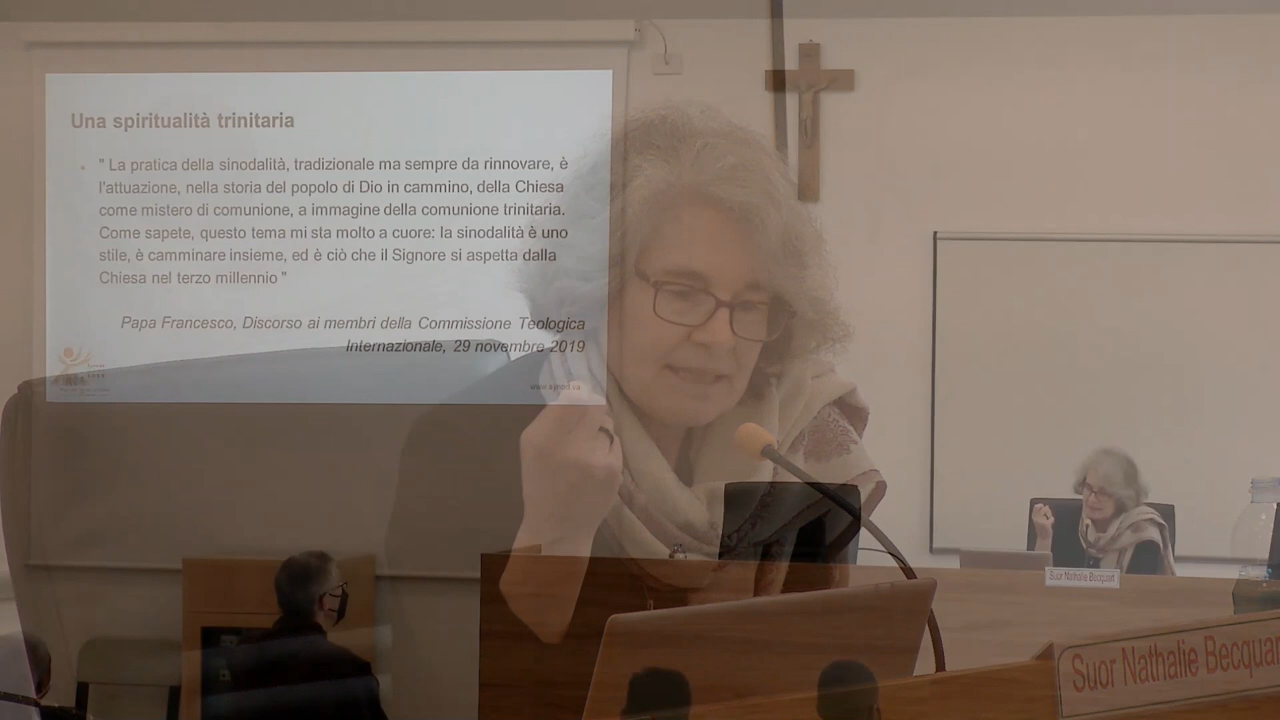 Una spiritualità trinitaria
" La pratica della sinodalità, tradizionale ma sempre da rinnovare, è
l'attuazione, nella storia del popolo di Dio in cammino, della Chiesa
come mistero di comunione, a immagine della comunione trinitaria.
Come sapete, questo tema mi sta molto a cuore: la sinodalità è uno
stile, è camminare insieme, ed è ciò che il Signore si aspetta dalla
Chiesa nel terzo millennio "
Papa Francesco, Discorso ai membri della Commissione Teologica
Internazionale, 29 novembre 2019
www.synod.va
Suor Nathalie Becquart
Suor Nathalie Becquar